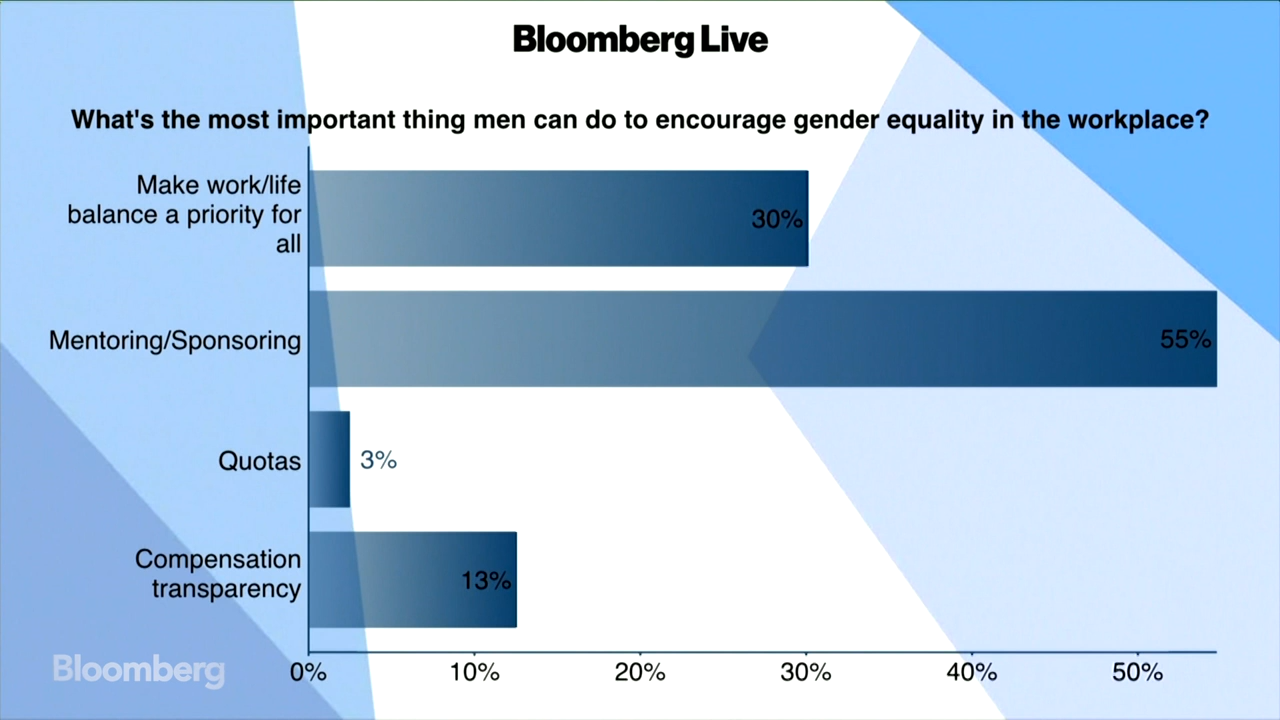 Bloomberg Live
What's the most important thing men can do to encourage gender equality in the workplace?
Make work/life
balance a priority for
all
30%
Mentoring/Sponsoring
55%
Quotas
3%
Compensation
transparency
13%
Bloomberg
0%
10%
20%
30%
40%
50%